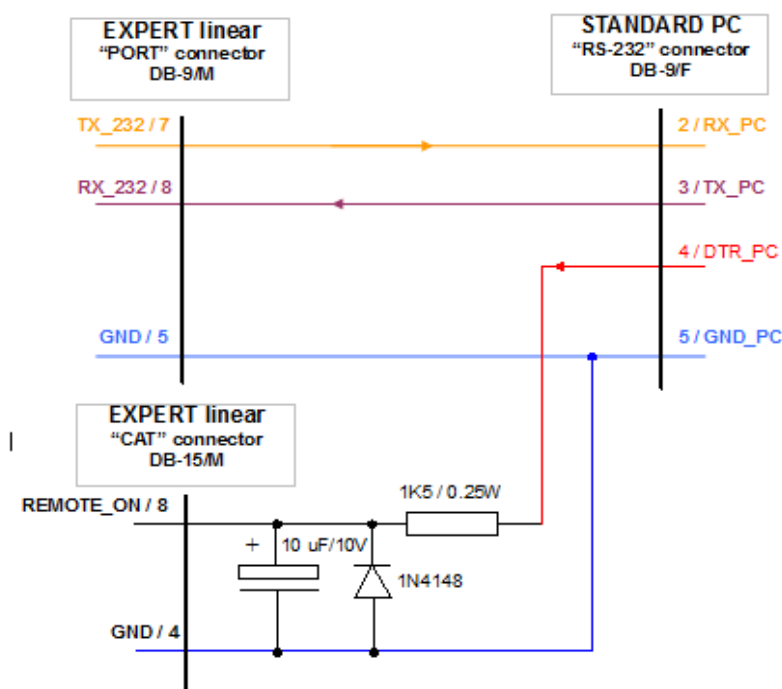 EXPERT linear
“PORT” connector
DB-9/M
STANDARD PC
“RS-232” connector
DB-9/F
TX_232 / 7
2 / RX_PC
RX_232 / 8
3 / TX_PC
4 / DTR_PC
GND / 5
5 / GND_PC
EXPERT linear
“CAT” connector
DB-15/M
1K5 / 0.25W
REMOTE_ON / 8
+ 10 uF/10V
1N4148
GND / 4